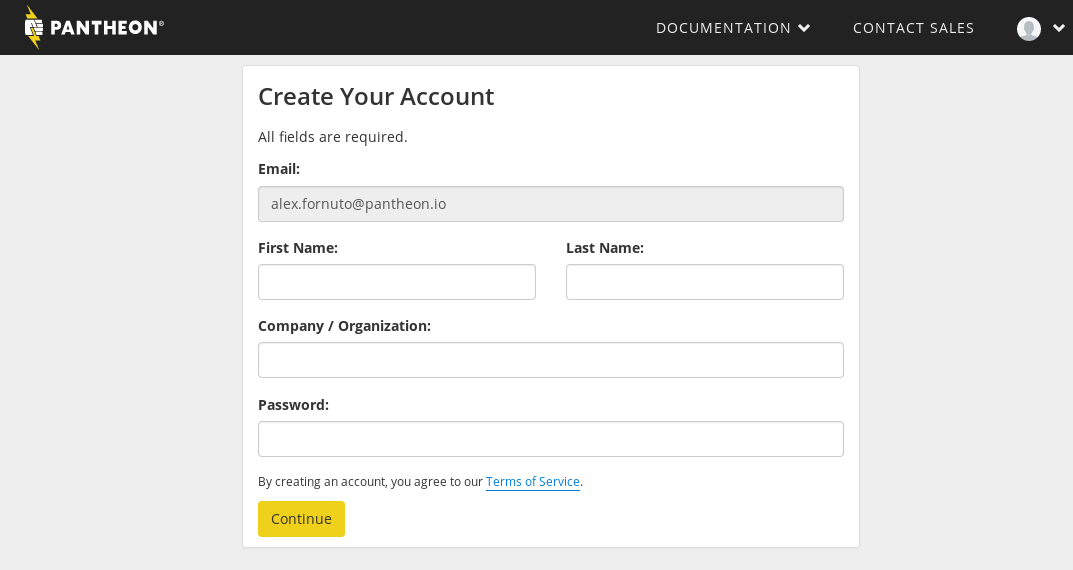 PANTHEON®
DOCUMENTATION
CONTACT SALES
Create Your Account
All fields are required.
Email:
alex.fornuto@pantheon.io
First Name:
Last Name:
Company / Organization:
Password:
By creating an account, you agree to our Terms of Service.
Continue